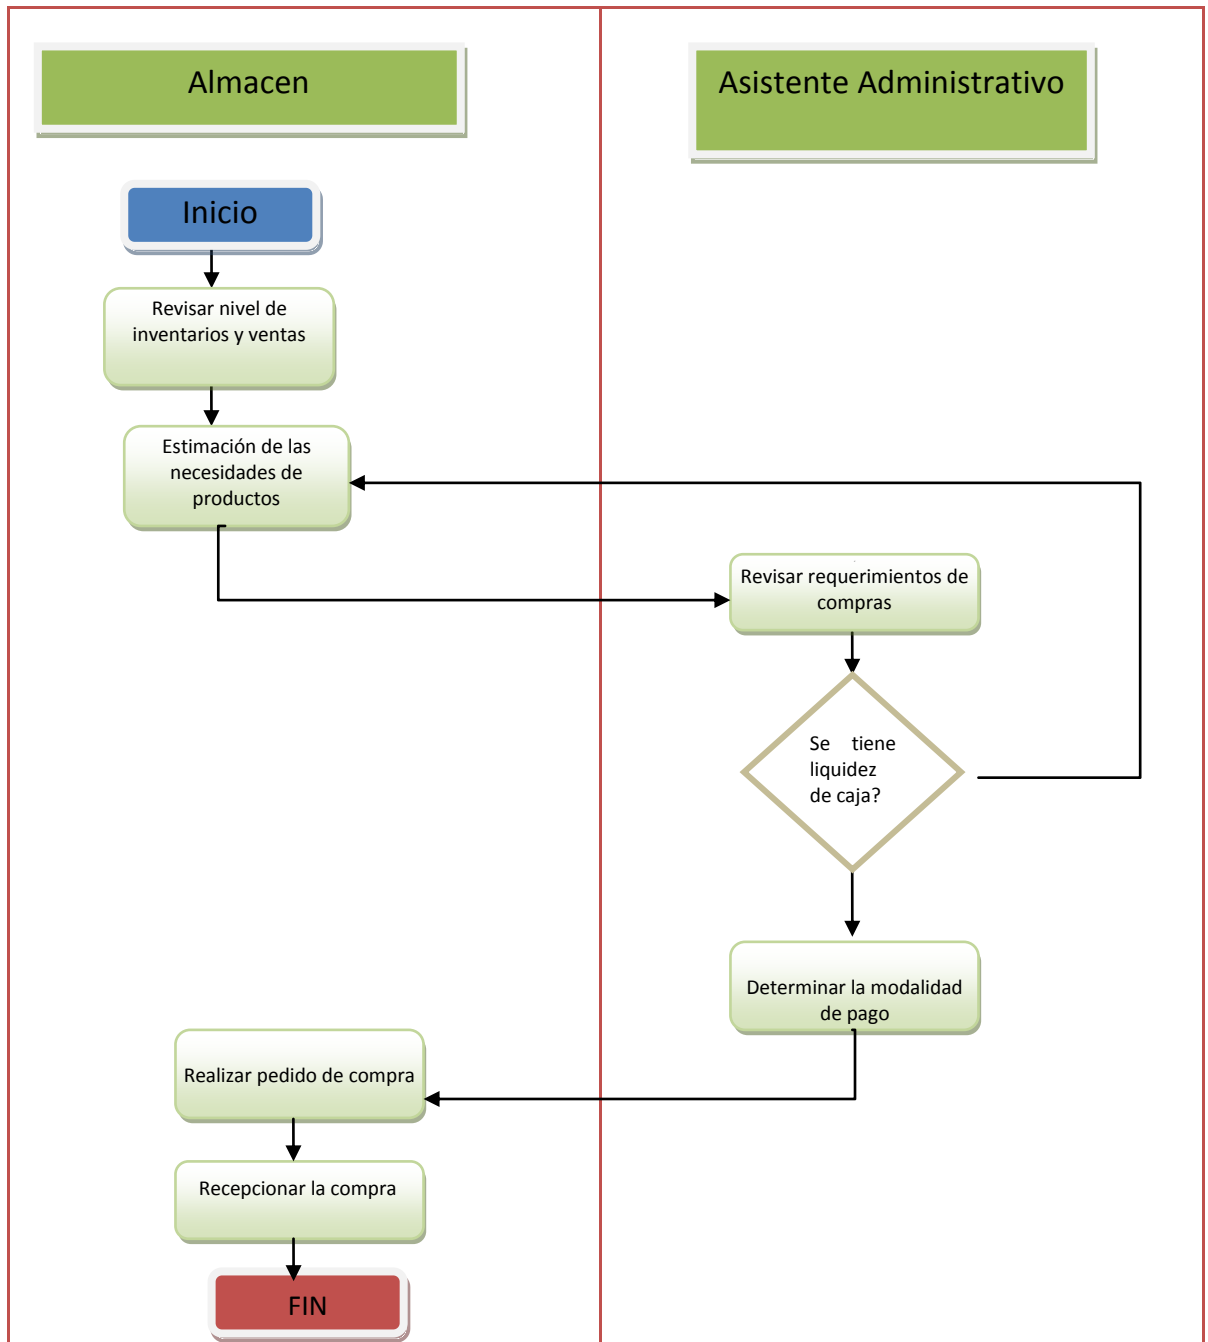 Almacen
Asistente Administrativo
Inicio
Revisar nivel de
inventarios y ventas
Estimación de las
necesidades de
productos
Revisar requerimientos de
compras
Se tiene
liquidez
de caja?
Determinar la modalidad
de pago
Realizar pedido de compra
Recepcionar la compra
FIN